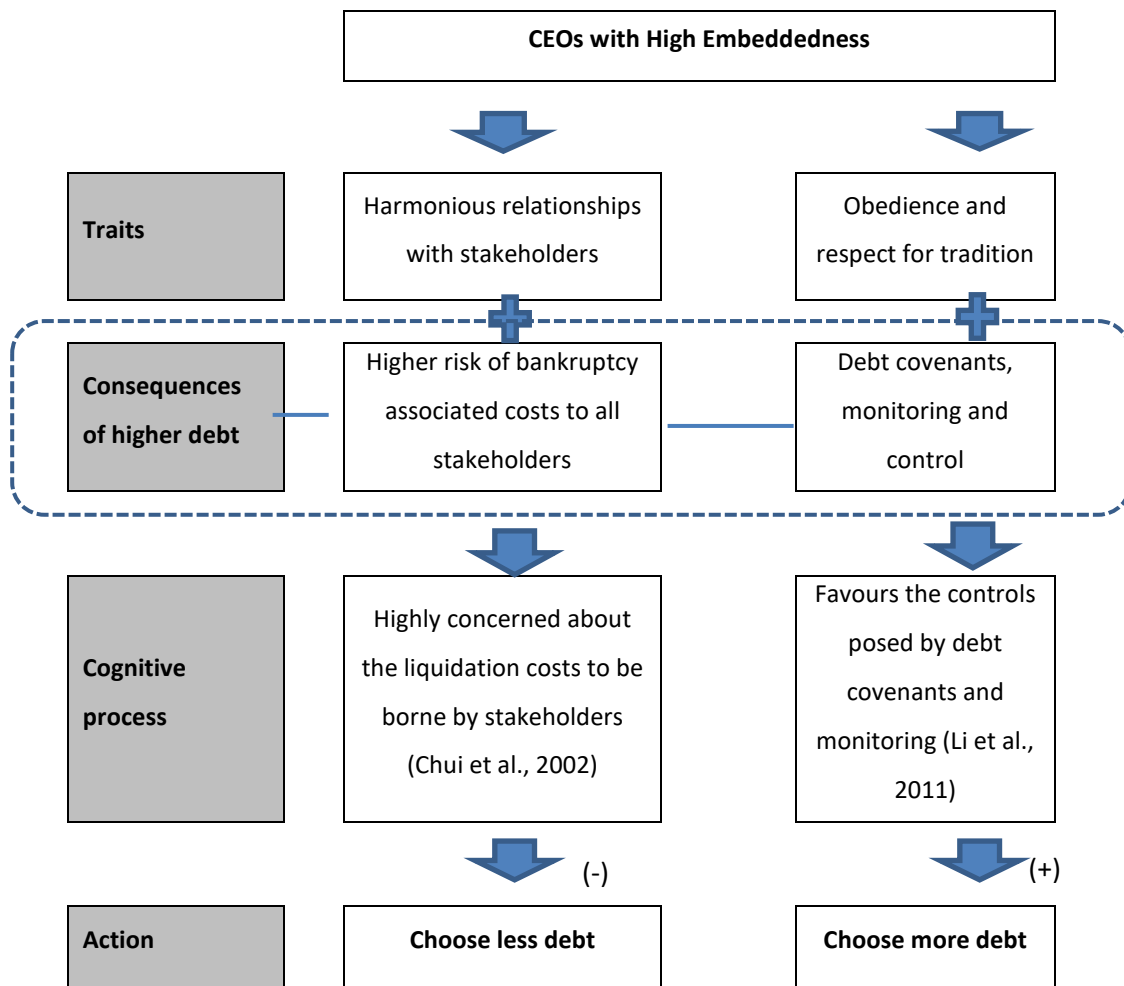 CEOs with High Embeddedness
Traits
Harmonious relationships
with stakeholders
Obedience and
respect for tradition
Consequences
of higher debt
Higher risk of bankruptcy
associated costs to all
stakeholders
Debt covenants,
monitoring and
control
Cognitive
process
Highly concerned about
the liquidation costs to be
borne by stakeholders
(Chui et al., 2002)
Favours the controls
posed by debt
covenants and
monitoring (Li et al.,
2011)
(-)
(+)
Action
Choose less debt
Choose more debt